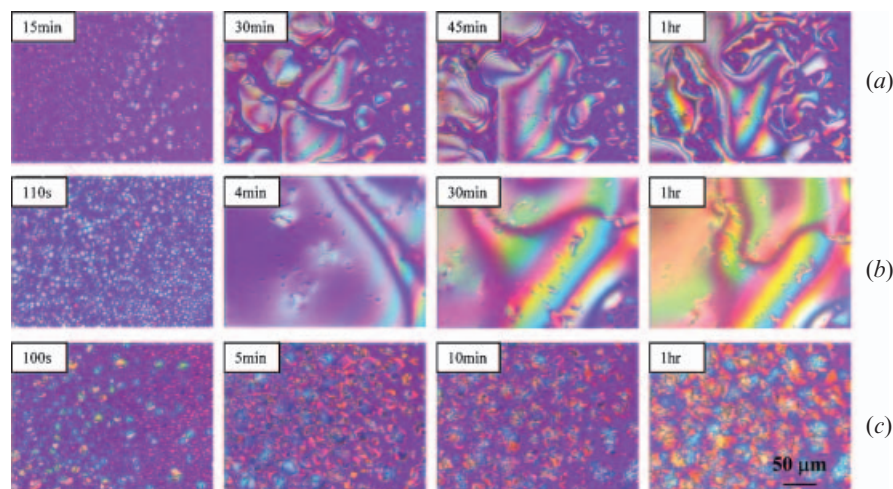 15min 30min 45min 1hr (a)
110s 4min 30min 1hr (b)
100s 5min 10min 1hr (c)
50 μm